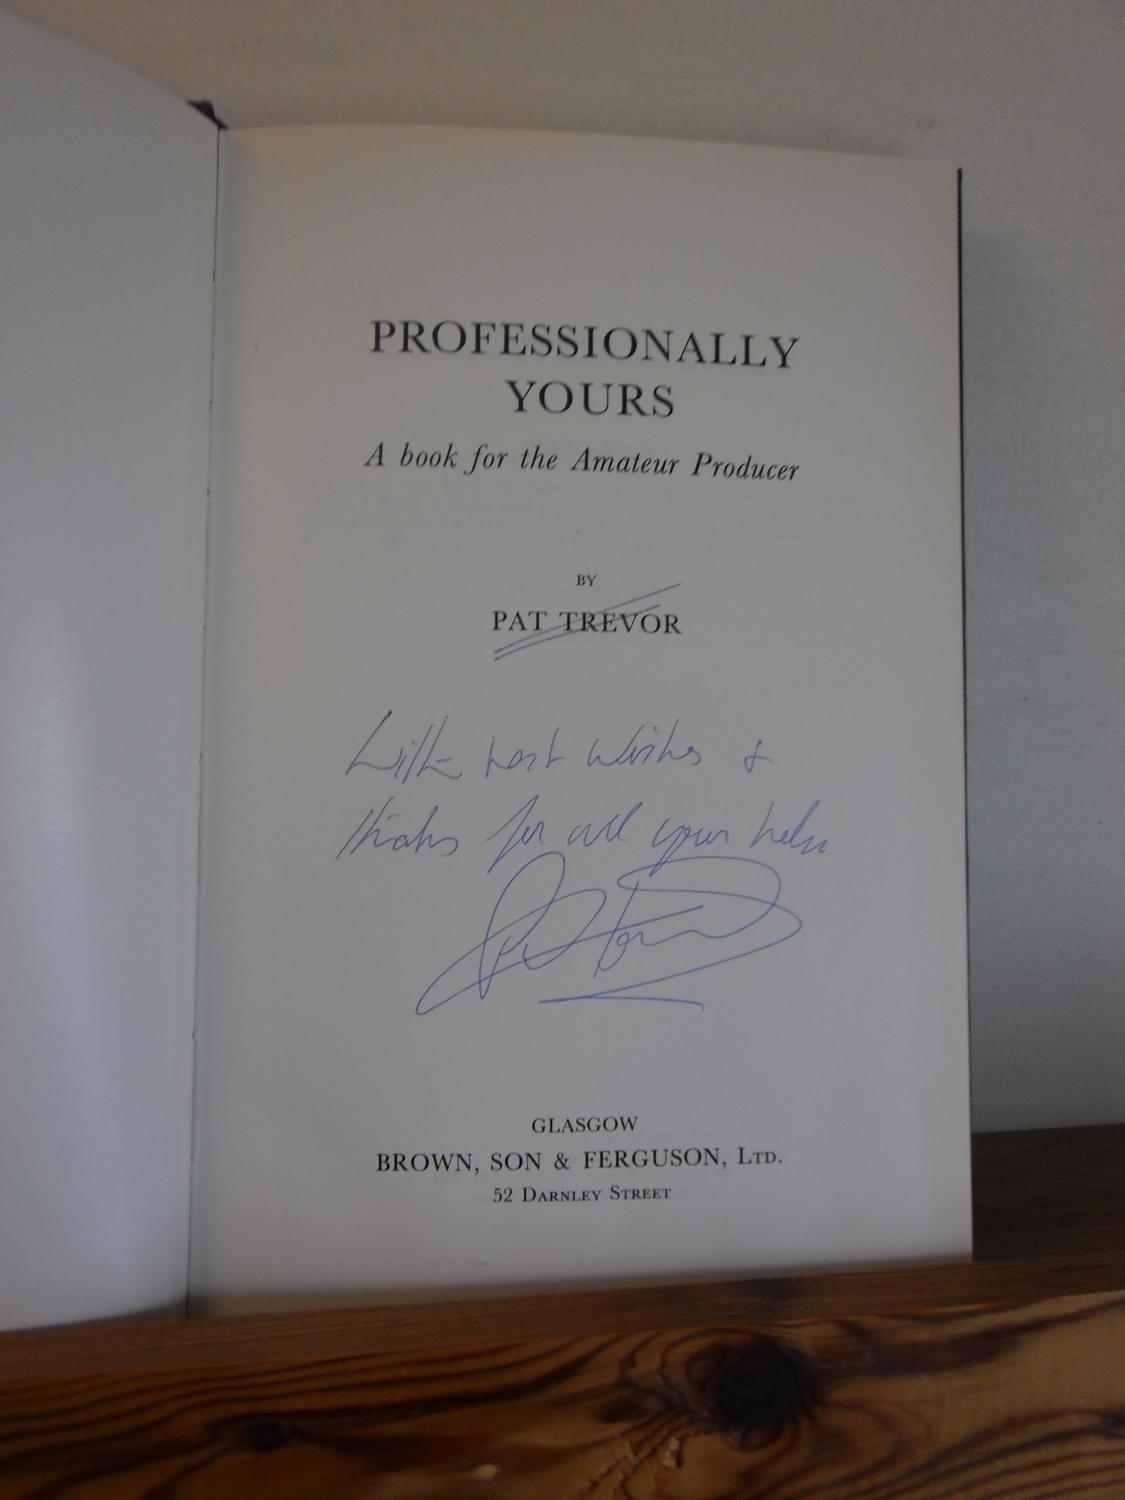 PROFESSIONALLY
YOURS
A book for the Amateur Producer
BY
PAT TREVOR
With best wishes &
thanks for all your help
GLASGOW
BROWN, SON & FERGUSON, LTD.
52 DARNLEY STREET